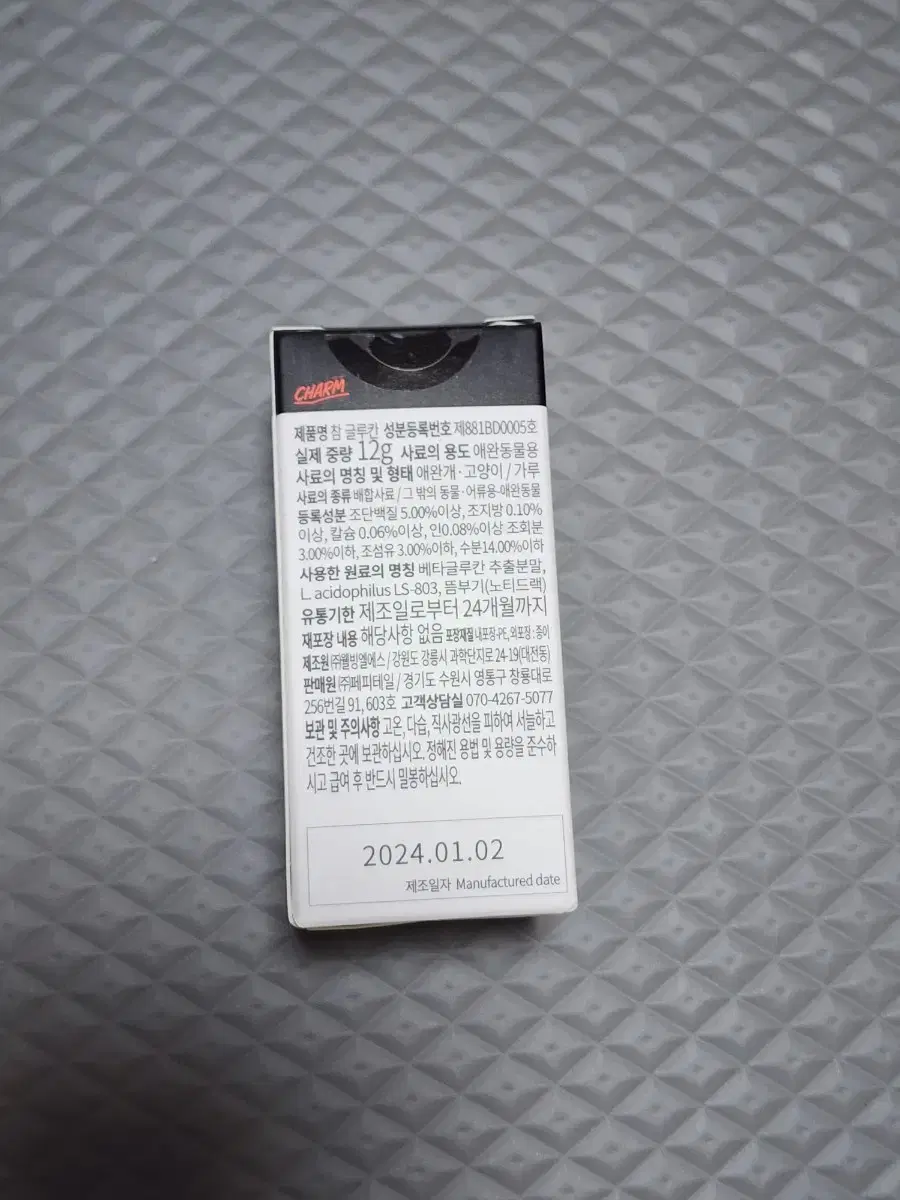 CHARM
제품명 참 글루칸 성분등록번호 제881BD0005호
실제 중량 12g 사료의 용도 애완동물용
사료의 명칭 및 형태 애완개·고양이 / 가루
사료의 종류 배합사료 / 그 밖의 동물·어류용-애완동물
등록성분 조단백질 5.00%이상, 조지방 0.10%
이상, 칼슘 0.06%이상, 인0.08%이상 조회분
3.00%이하, 조섬유 3.00%이하, 수분14.00%이하
사용한 원료의 명칭 베타글루칸 추출분말,
L. acidophilus LS-803, 뜸부기(노티드랙)
유통기한 제조일로부터 24개월까지
재포장 내용 해당사항 없음 포장재질 내포장:PE, 외포장 : 종이
제조원 ㈜웰빙엘에스 / 강원도 강릉시 과학단지로 24-19(대전동)
판매원 ㈜페피테일 / 경기도 수원시 영통구 창룡대로
256번길 91, 603호 고객상담실 070-4267-5077
보관 및 주의사항 고온, 다습, 직사광선을 피하여 서늘하고
건조한 곳에 보관하십시오. 정해진 용법 및 용량을 준수하
시고 급여 후 반드시 밀봉하십시오.
2024.01.02
제조일자 Manufactured date